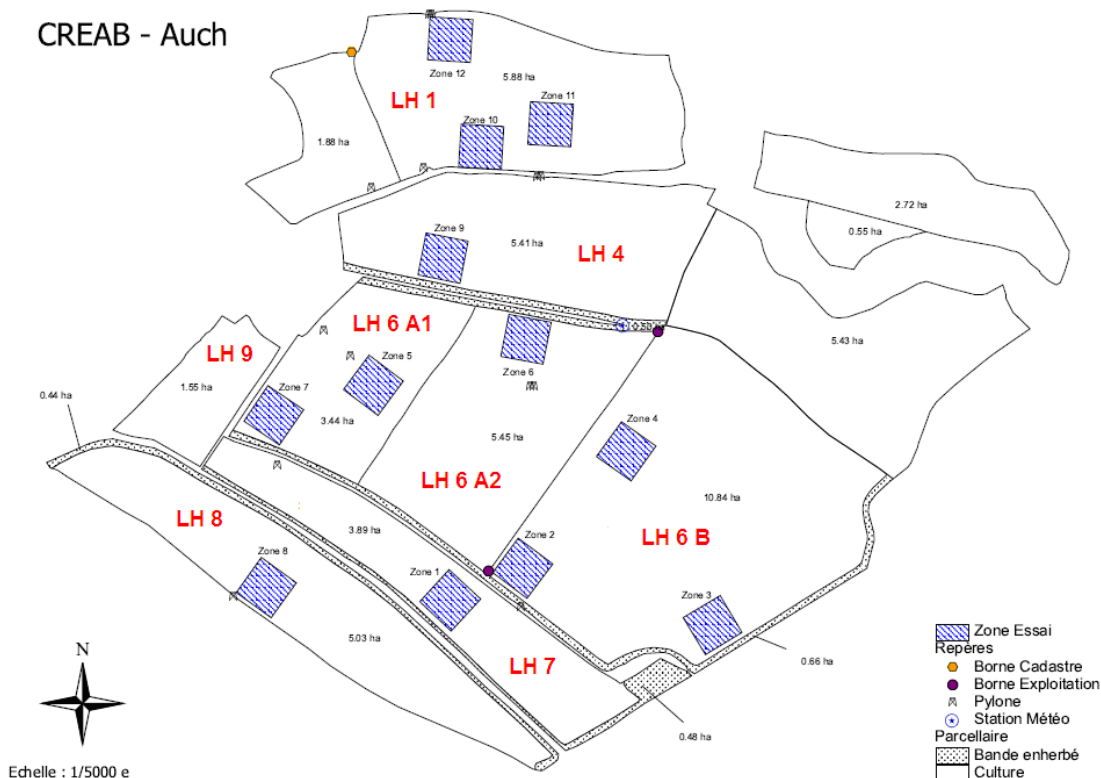 CREAB - Auch
Zone 12
5.88 ha
LH 1
Zone 11
Zone 10
1.88 ha
2.72 ha
0.55 ha
Zone 9
5.41 ha
LH 4
LH 6 A1
5.43 ha
LH 9
Zone 5
Zone 6
1.55 ha
0.44 ha
Zone 7
3.44 ha
Zone 4
5.45 ha
LH 6 A2
10.84 ha
LH 8
3.89 ha
LH 6 B
Zone 2
Zone 8
Zone 1
Zone 3
5.03 ha
LH 7
0.66 ha
0.48 ha
N
Echelle : 1/5000 e
Zone Essai
Repères
Borne Cadastre
Borne Exploitation
Pylone
Station Météo
Parcellaire
Bande enherbé
Culture